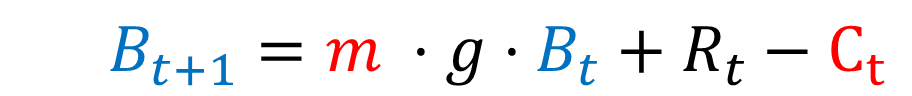 B_{t+1} = m · g · B_t + R_t − C_t